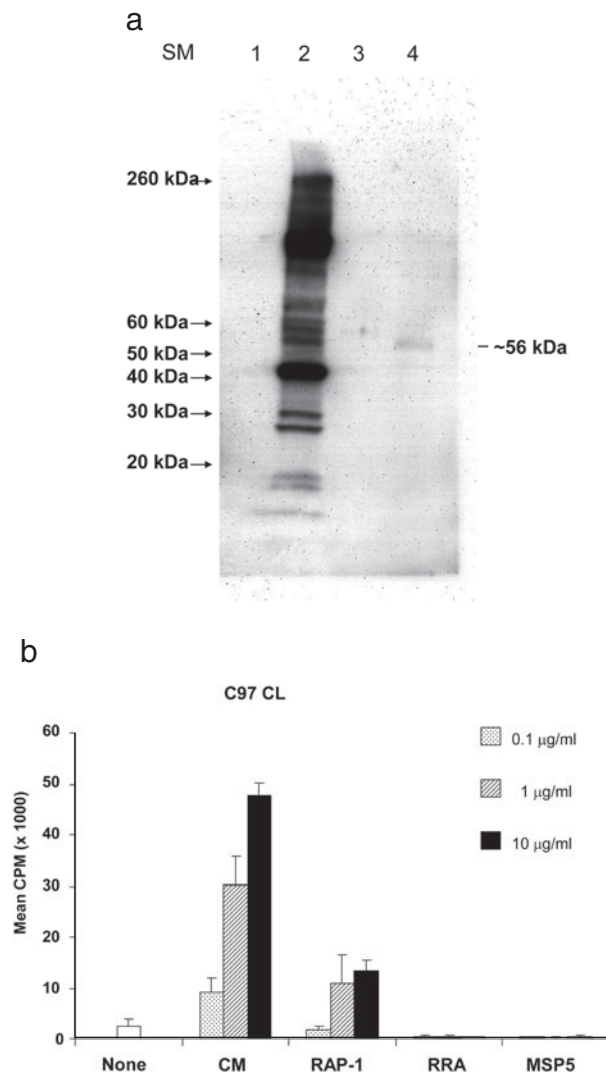 a
SM 1 2 3 4
260 kDa→
60 kDa→
50 kDa→
40 kDa→
30 kDa→
20 kDa→
– ~56 kDa
b
C97 CL
Mean CPM (x 1000)
60
50
40
30
20
10
0
0.1 µg/ml
1 µg/ml
10 µg/ml
None CM RAP-1 RRA MSP5